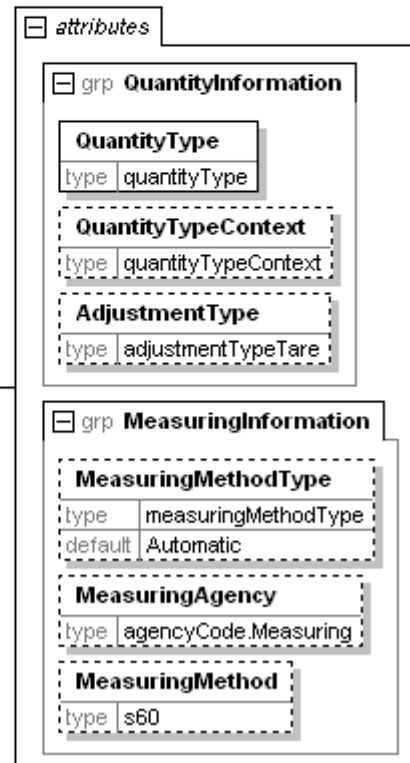 attributes
grp QuantityInformation
QuantityType
type quantityType
QuantityTypeContext
type quantityTypeContext
AdjustmentType
type adjustmentTypeTare
grp MeasuringInformation
MeasuringMethodType
type measuringMethodType
default Automatic
MeasuringAgency
type agencyCode.Measuring
MeasuringMethod
type s60